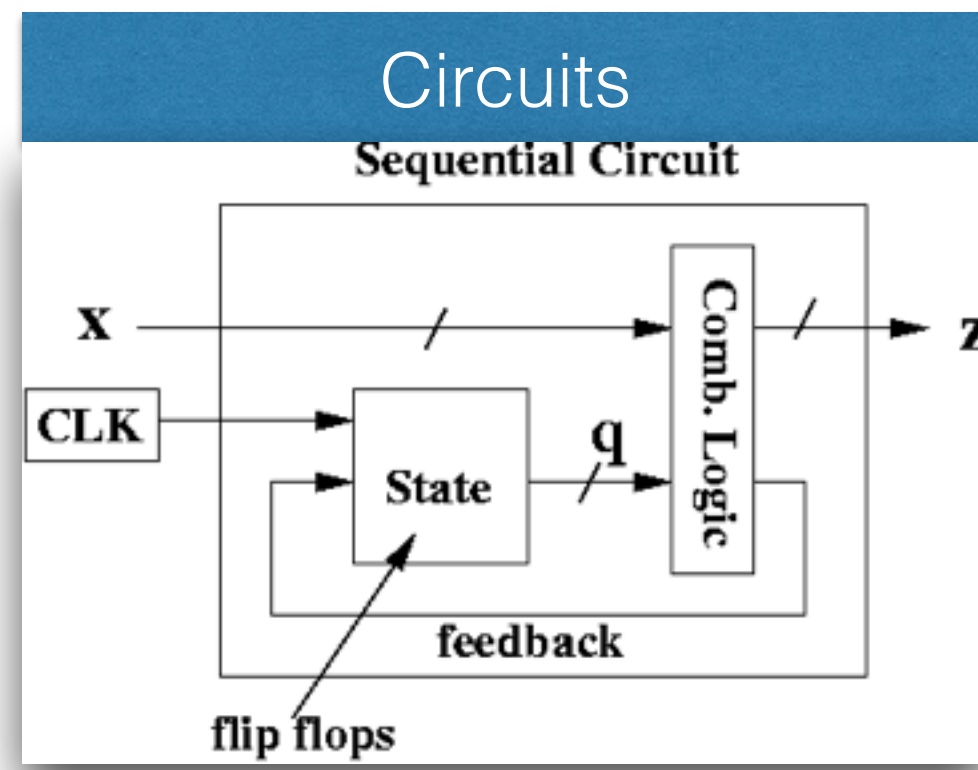 Circuits
Sequential Circuit
x
z
CLK
q
State
Comb. Logic
feedback
flip flops